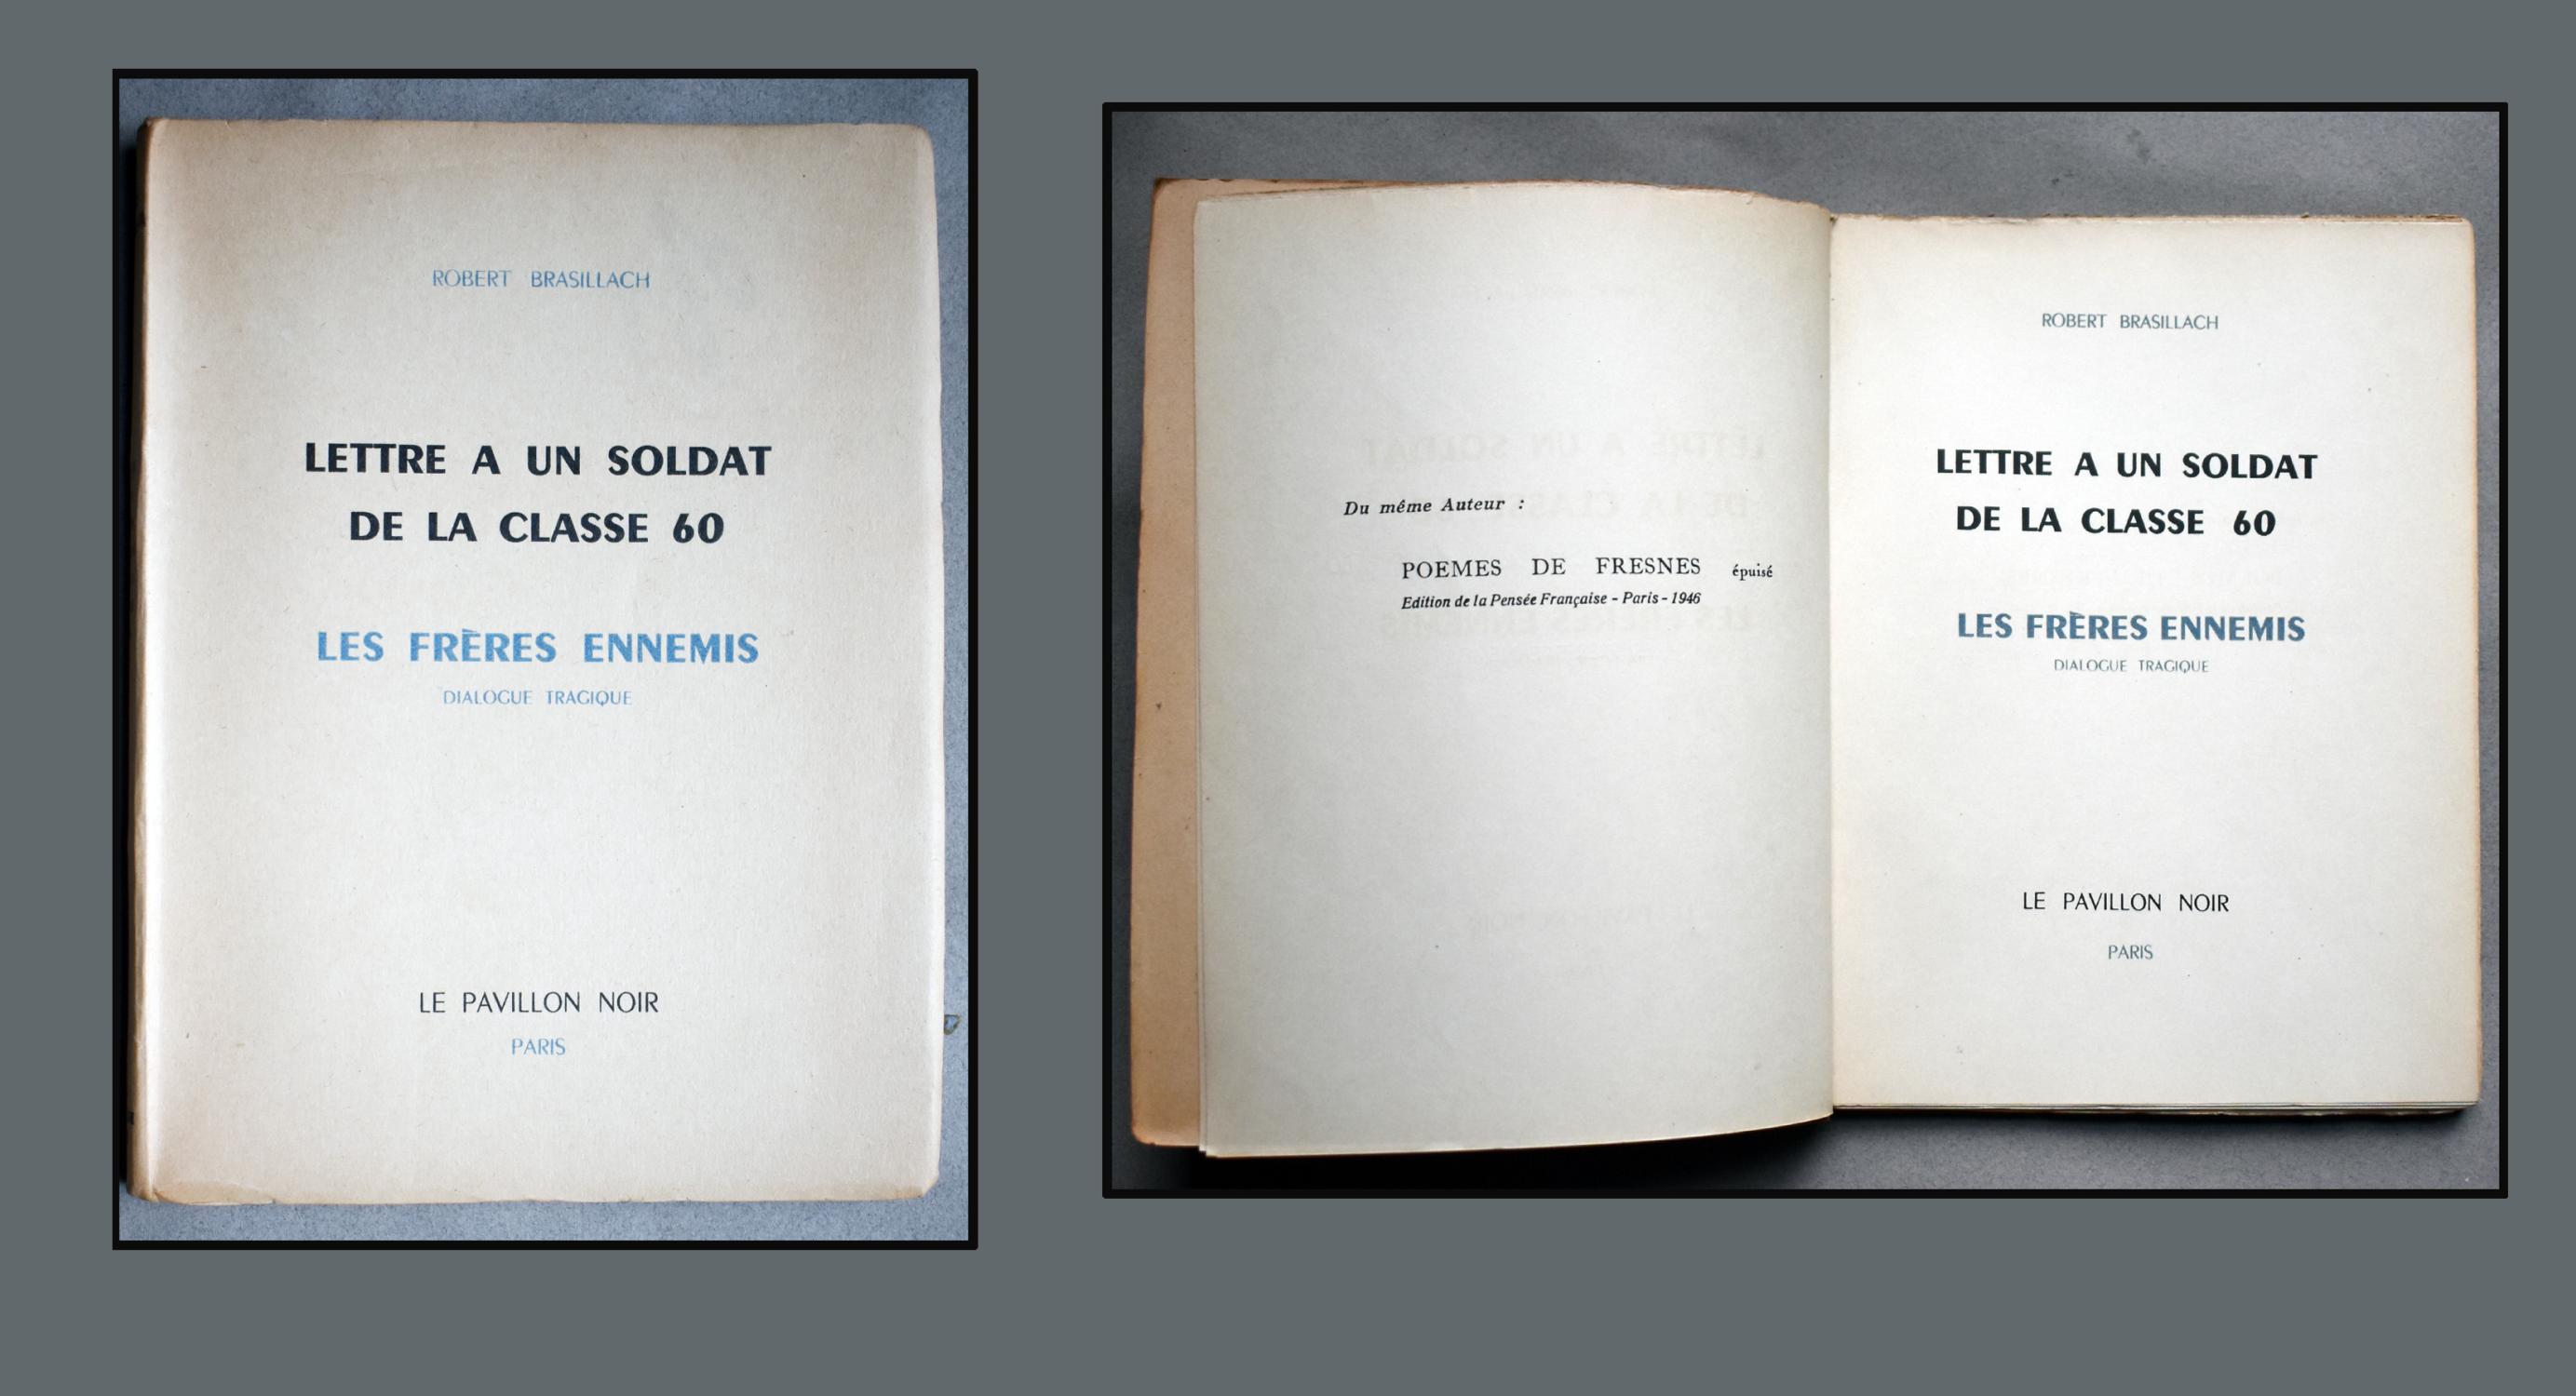 ROBERT BRASILLACH
LETTRE A UN SOLDAT
DE LA CLASSE 60
LES FRÈRES ENNEMIS
DIALOGUE TRAGIQUE
LE PAVILLON NOIR
PARIS
Du même Auteur :
POEMES DE FRESNES épuisé
Edition de la Pensée Française - Paris - 1946
ROBERT BRASILLACH
LETTRE A UN SOLDAT
DE LA CLASSE 60
LES FRÈRES ENNEMIS
DIALOGUE TRAGIQUE
LE PAVILLON NOIR
PARIS